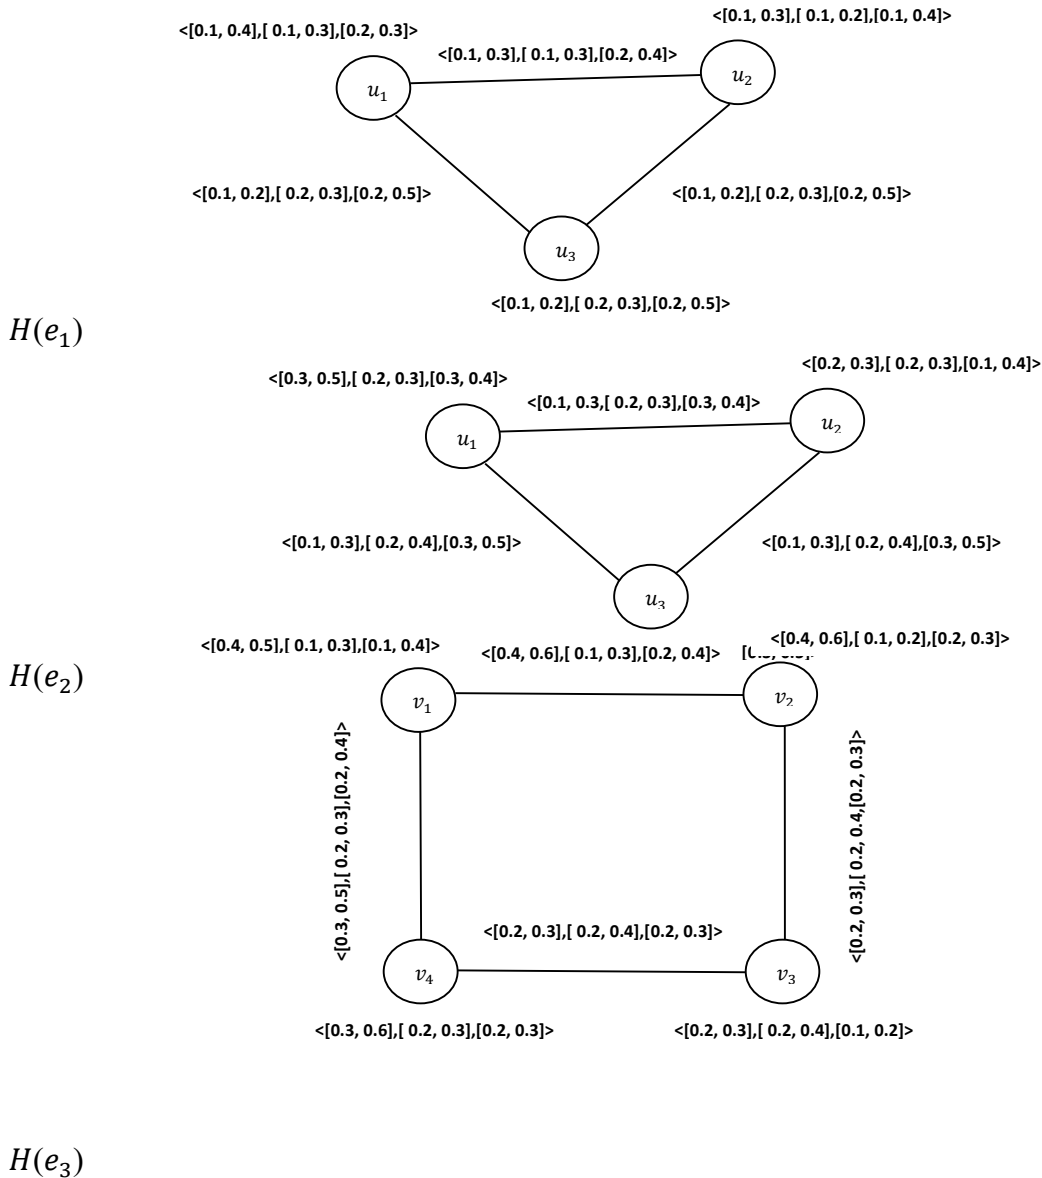 <[0.1, 0.3],[ 0.1, 0.2],[0.1, 0.4]>
<[0.1, 0.4],[ 0.1, 0.3],[0.2, 0.3]>
<[0.1, 0.3],[ 0.1, 0.3],[0.2, 0.4]>
u₁
u₂
<[0.1, 0.2],[ 0.2, 0.3],[0.2, 0.5]>
<[0.1, 0.2],[ 0.2, 0.3],[0.2, 0.5]>
u₃
<[0.1, 0.2],[ 0.2, 0.3],[0.2, 0.5]>
H(e₁)
<[0.2, 0.3],[ 0.2, 0.3],[0.1, 0.4]>
<[0.3, 0.5],[ 0.2, 0.3],[0.3, 0.4]>
<[0.1, 0.3,[ 0.2, 0.3],[0.3, 0.4]>
u₁
u₂
<[0.1, 0.3],[ 0.2, 0.4],[0.3, 0.5]>
<[0.1, 0.3],[ 0.2, 0.4],[0.3, 0.5]>
u₃
<[0.4, 0.5],[ 0.1, 0.3],[0.1, 0.4]>
<[0.4, 0.6],[ 0.1, 0.3],[0.2, 0.4]>
<[0.4, 0.6],[ 0.1, 0.2],[0.2, 0.3]>
H(e₂)
v₁
v₂
<[0.3, 0.5],[ 0.2, 0.3],[0.2, 0.4]>
<[0.2, 0.3],[ 0.2, 0.4,[0.2, 0.3]>
<[0.2, 0.3],[ 0.2, 0.4],[0.2, 0.3]>
v₄
v₃
<[0.3, 0.6],[ 0.2, 0.3],[0.2, 0.3]>
<[0.2, 0.3],[ 0.2, 0.4],[0.1, 0.2]>
H(e₃)